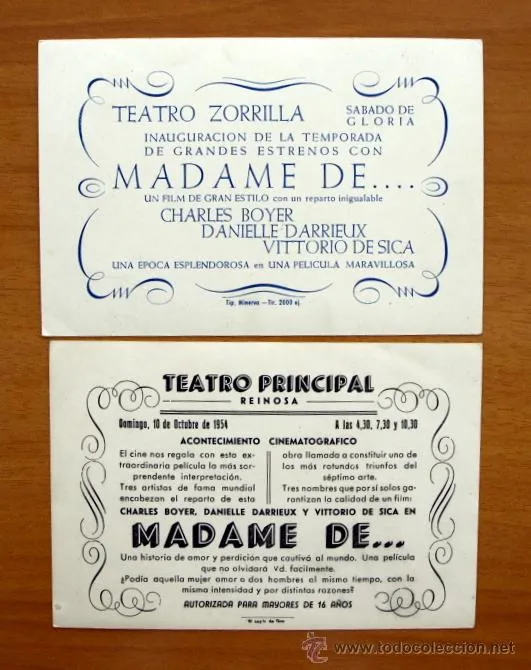 TEATRO ZORRILLA
SABADO DE
GLORIA
INAUGURACION DE LA TEMPORADA
DE GRANDES ESTRENOS CON
MADAME DE....
UN FILM DE GRAN ESTILO con un reparto inigualable
CHARLES BOYER
DANIELLE DARRIEUX
VITTORIO DE SICA
UNA EPOCA ESPLENDOROSA en UNA PELICULA MARAVILLOSA
Tip. Minerva — Tir. 2000 ej.
TEATRO PRINCIPAL
REINOSA
Domingo, 10 de Octubre de 1954
A las 4,30, 7,30 y 10,30
ACONTECIMIENTO CINEMATOGRAFICO
El cine nos regala con esta ex-
traordinaria película la más sor-
prendente interpretación.
Tres artistas de fama mundial
encabezan el reparto de esta
obra llamada a constituir uno de
los más rotundos triunfos del
séptimo arte.
Tres nombres que por sí solos ga-
rantizan la calidad de un film:
CHARLES BOYER, DANIELLE DARRIEUX Y VITTORIO DE SICA EN
MADAME DE...
Una historia de amor y perdición que cautivó al mundo. Una película
que no olvidará Vd. facilmente.
¿Podía aquella mujer amar a dos hombres al mismo tiempo, con la
misma intensidad y por distintas razones?
AUTORIZADA PARA MAYORES DE 16 AÑOS
todocoleccion
www.todocoleccion.net